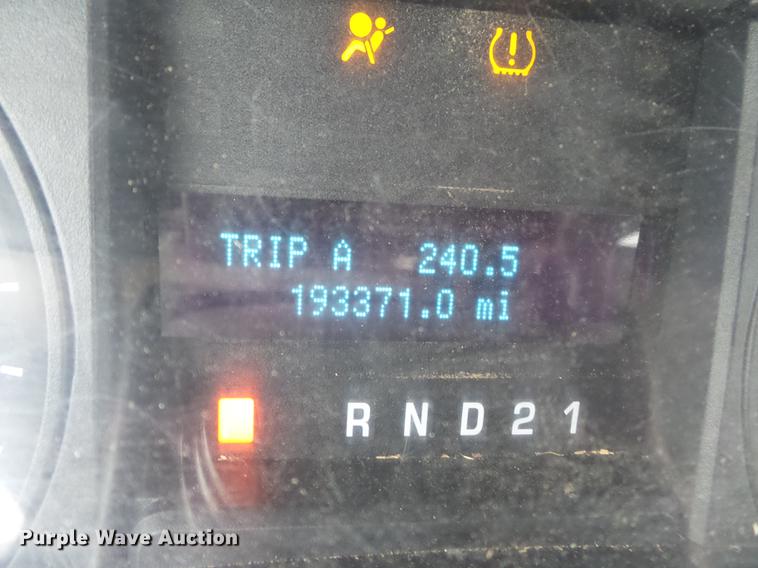 TRIP A 240.5
193371.0 mi
R N D 2 1
Purple Wave Auction